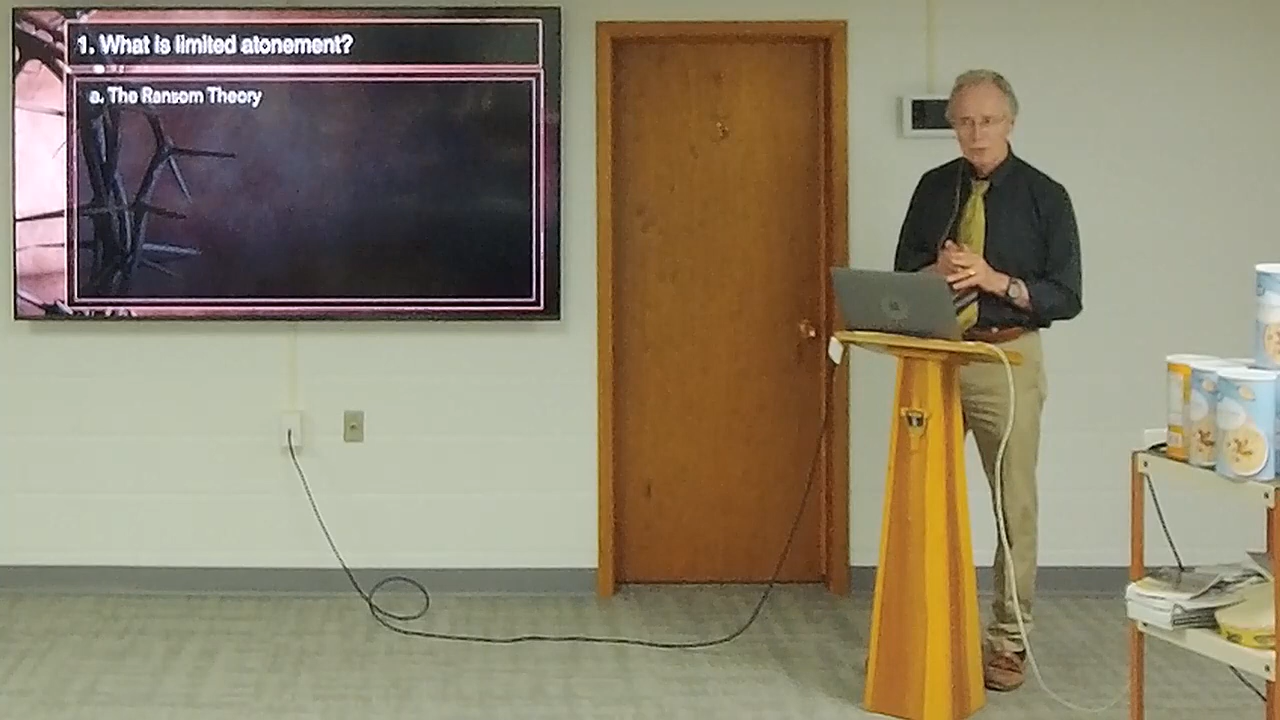 1. What is limited atonement?
a. The Ransom Theory